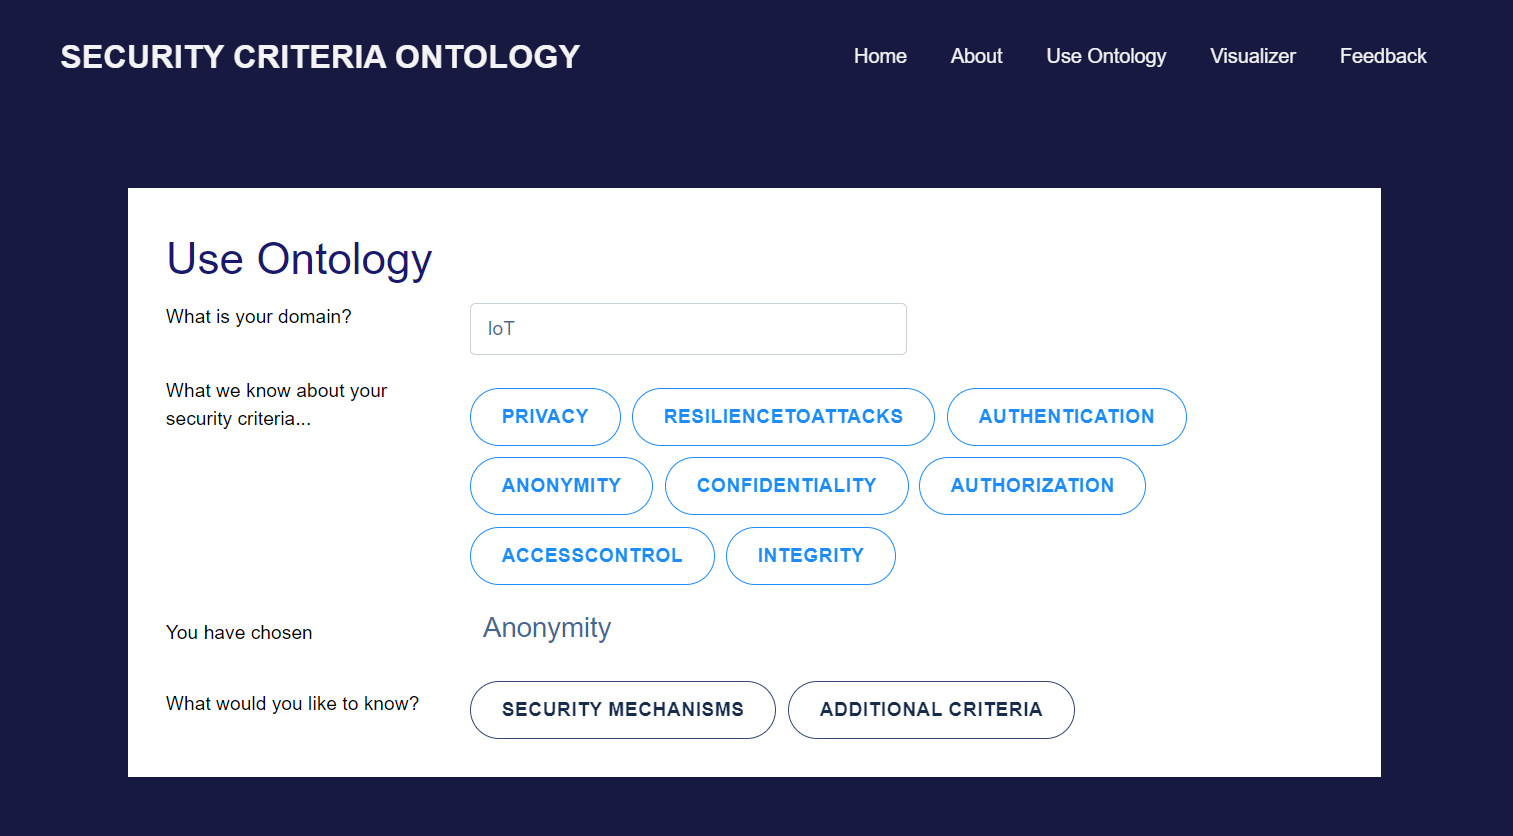 SECURITY CRITERIA ONTOLOGY
Home About Use Ontology Visualizer Feedback
Use Ontology
What is your domain?
IoT
What we know about your
security criteria...
PRIVACY RESILIENCETOATTACKS AUTHENTICATION
ANONYMITY CONFIDENTIALITY AUTHORIZATION
ACCESSCONTROL INTEGRITY
You have chosen
Anonymity
What would you like to know?
SECURITY MECHANISMS ADDITIONAL CRITERIA